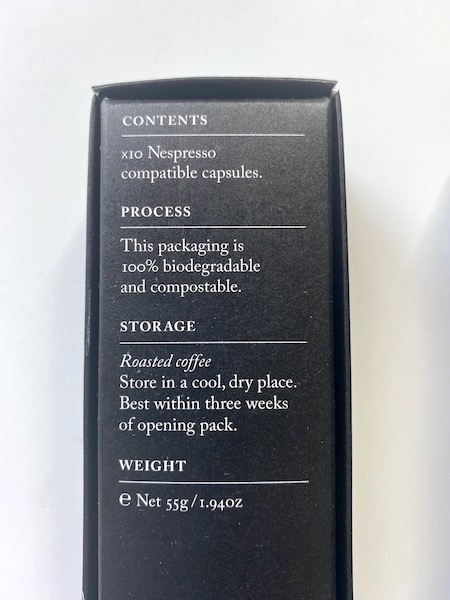 CONTENTS
x10 Nespresso
compatible capsules.
PROCESS
This packaging is
100% biodegradable
and compostable.
STORAGE
Roasted coffee
Store in a cool, dry place.
Best within three weeks
of opening pack.
WEIGHT
℮ Net 55g / 1.94oz